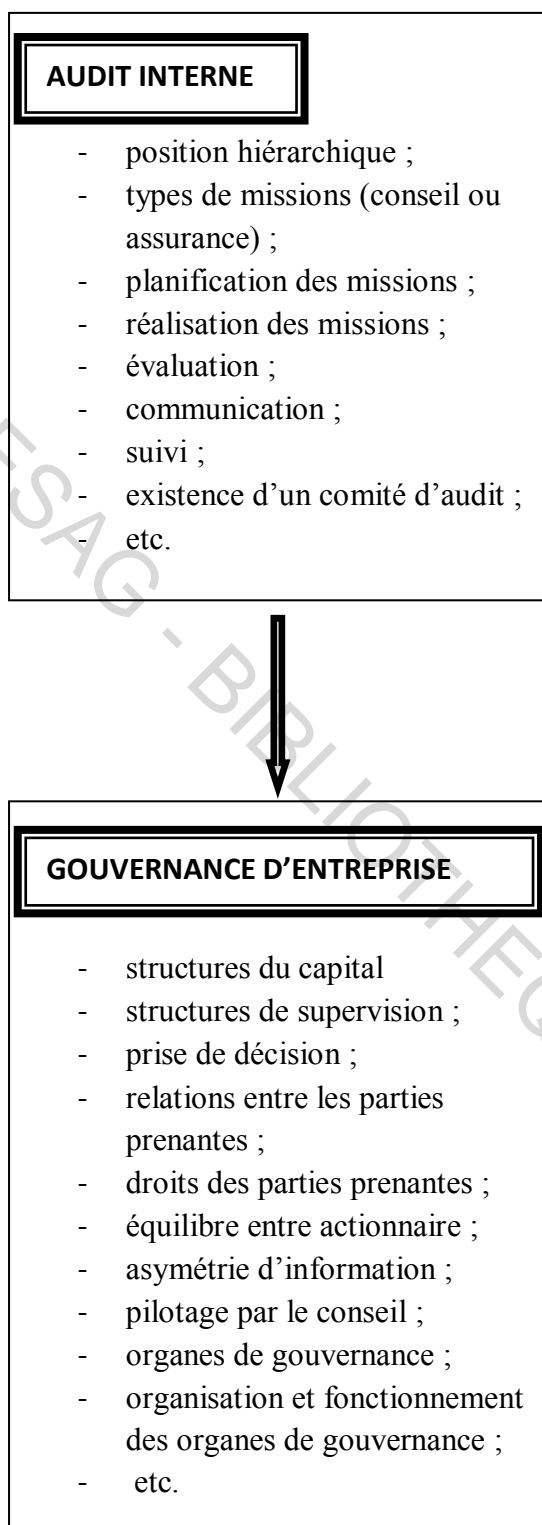 AUDIT INTERNE
- position hiérarchique ;
- types de missions (conseil ou
assurance) ;
- planification des missions ;
- réalisation des missions ;
- évaluation ;
- communication ;
- suivi ;
- existence d’un comité d’audit ;
- etc.
ESAG - BIBLIOTHEQ
GOUVERNANCE D’ENTREPRISE
- structures du capital
- structures de supervision ;
- prise de décision ;
- relations entre les parties
prenantes ;
- droits des parties prenantes ;
- équilibre entre actionnaire ;
- asymétrie d’information ;
- pilotage par le conseil ;
- organes de gouvernance ;
- organisation et fonctionnement
des organes de gouvernance ;
- etc.